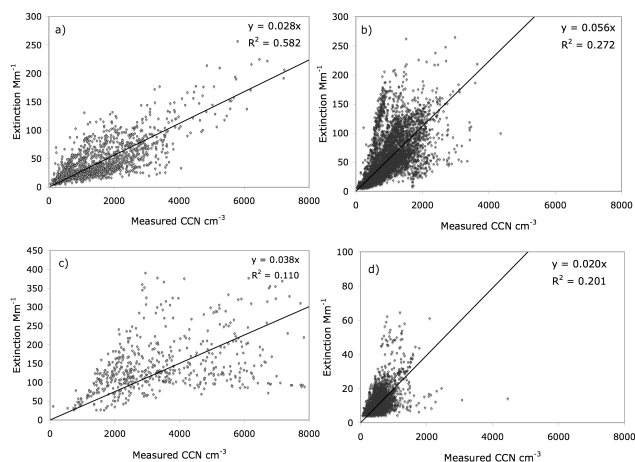 a)
y = 0.028x
R² = 0.582
300
250
200
150
100
50
0
Extinction Mm⁻¹
0 2000 4000 6000 8000
Measured CCN cm⁻³
b)
y = 0.056x
R² = 0.272
300
250
200
150
100
50
0
Extinction Mm⁻¹
0 2000 4000 6000 8000
Measured CCN cm⁻³
c)
y = 0.038x
R² = 0.110
450
400
350
300
250
200
150
100
50
0
Extinction Mm⁻¹
0 2000 4000 6000 8000
Measured CCN cm⁻³
d)
y = 0.020x
R² = 0.201
100
80
60
40
20
0
Extinction Mm⁻¹
0 2000 4000 6000 8000
Measured CCN cm⁻³